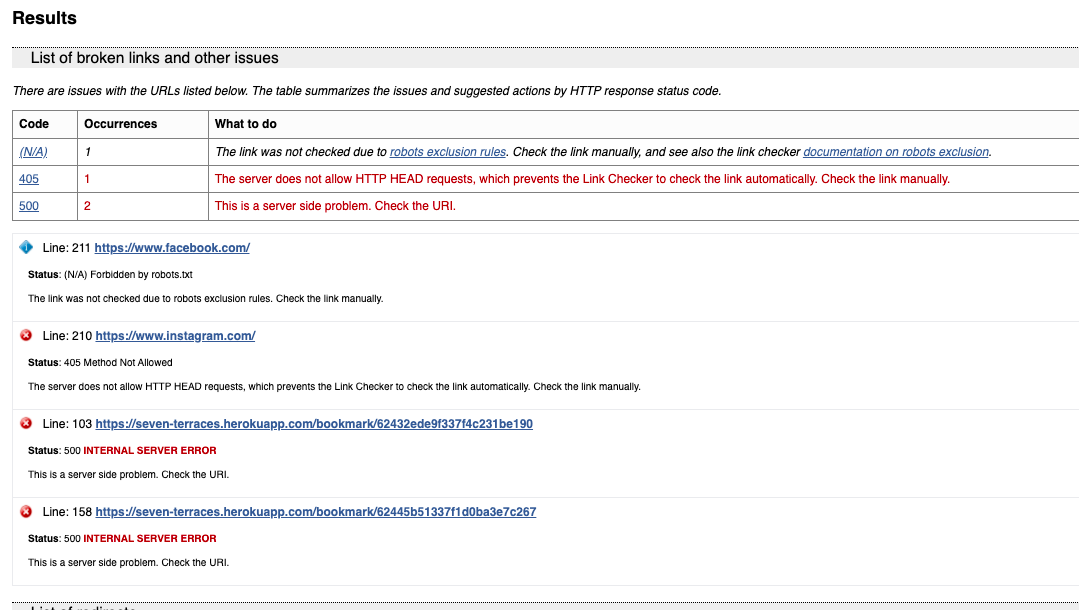 Results
List of broken links and other issues
There are issues with the URLs listed below. The table summarizes the issues and suggested actions by HTTP response status code.
Code Occurrences What to do
(N/A) 1 The link was not checked due to robots exclusion rules. Check the link manually, and see also the link checker documentation on robots exclusion.
405 1 The server does not allow HTTP HEAD requests, which prevents the Link Checker to check the link automatically. Check the link manually.
500 2 This is a server side problem. Check the URI.
Line: 211 https://www.facebook.com/
Status: (N/A) Forbidden by robots.txt
The link was not checked due to robots exclusion rules. Check the link manually.
Line: 210 https://www.instagram.com/
Status: 405 Method Not Allowed
The server does not allow HTTP HEAD requests, which prevents the Link Checker to check the link automatically. Check the link manually.
Line: 103 https://seven-terraces.herokuapp.com/bookmark/62432ede9f337f4c231be190
Status: 500 INTERNAL SERVER ERROR
This is a server side problem. Check the URI.
Line: 158 https://seven-terraces.herokuapp.com/bookmark/62445b51337f1d0ba3e7c267
Status: 500 INTERNAL SERVER ERROR
This is a server side problem. Check the URI.
List of redirects